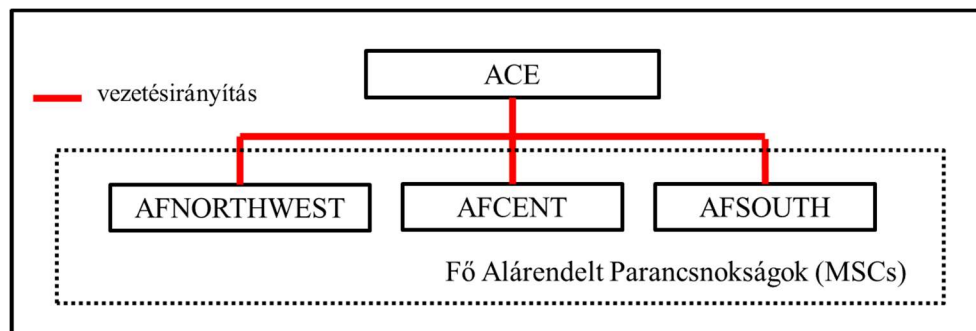 ACE
vezetésirányítás
AFNORTHWEST
AFCENT
AFSOUTH
Fő Alárendelt Parancsnokságok (MSCs)